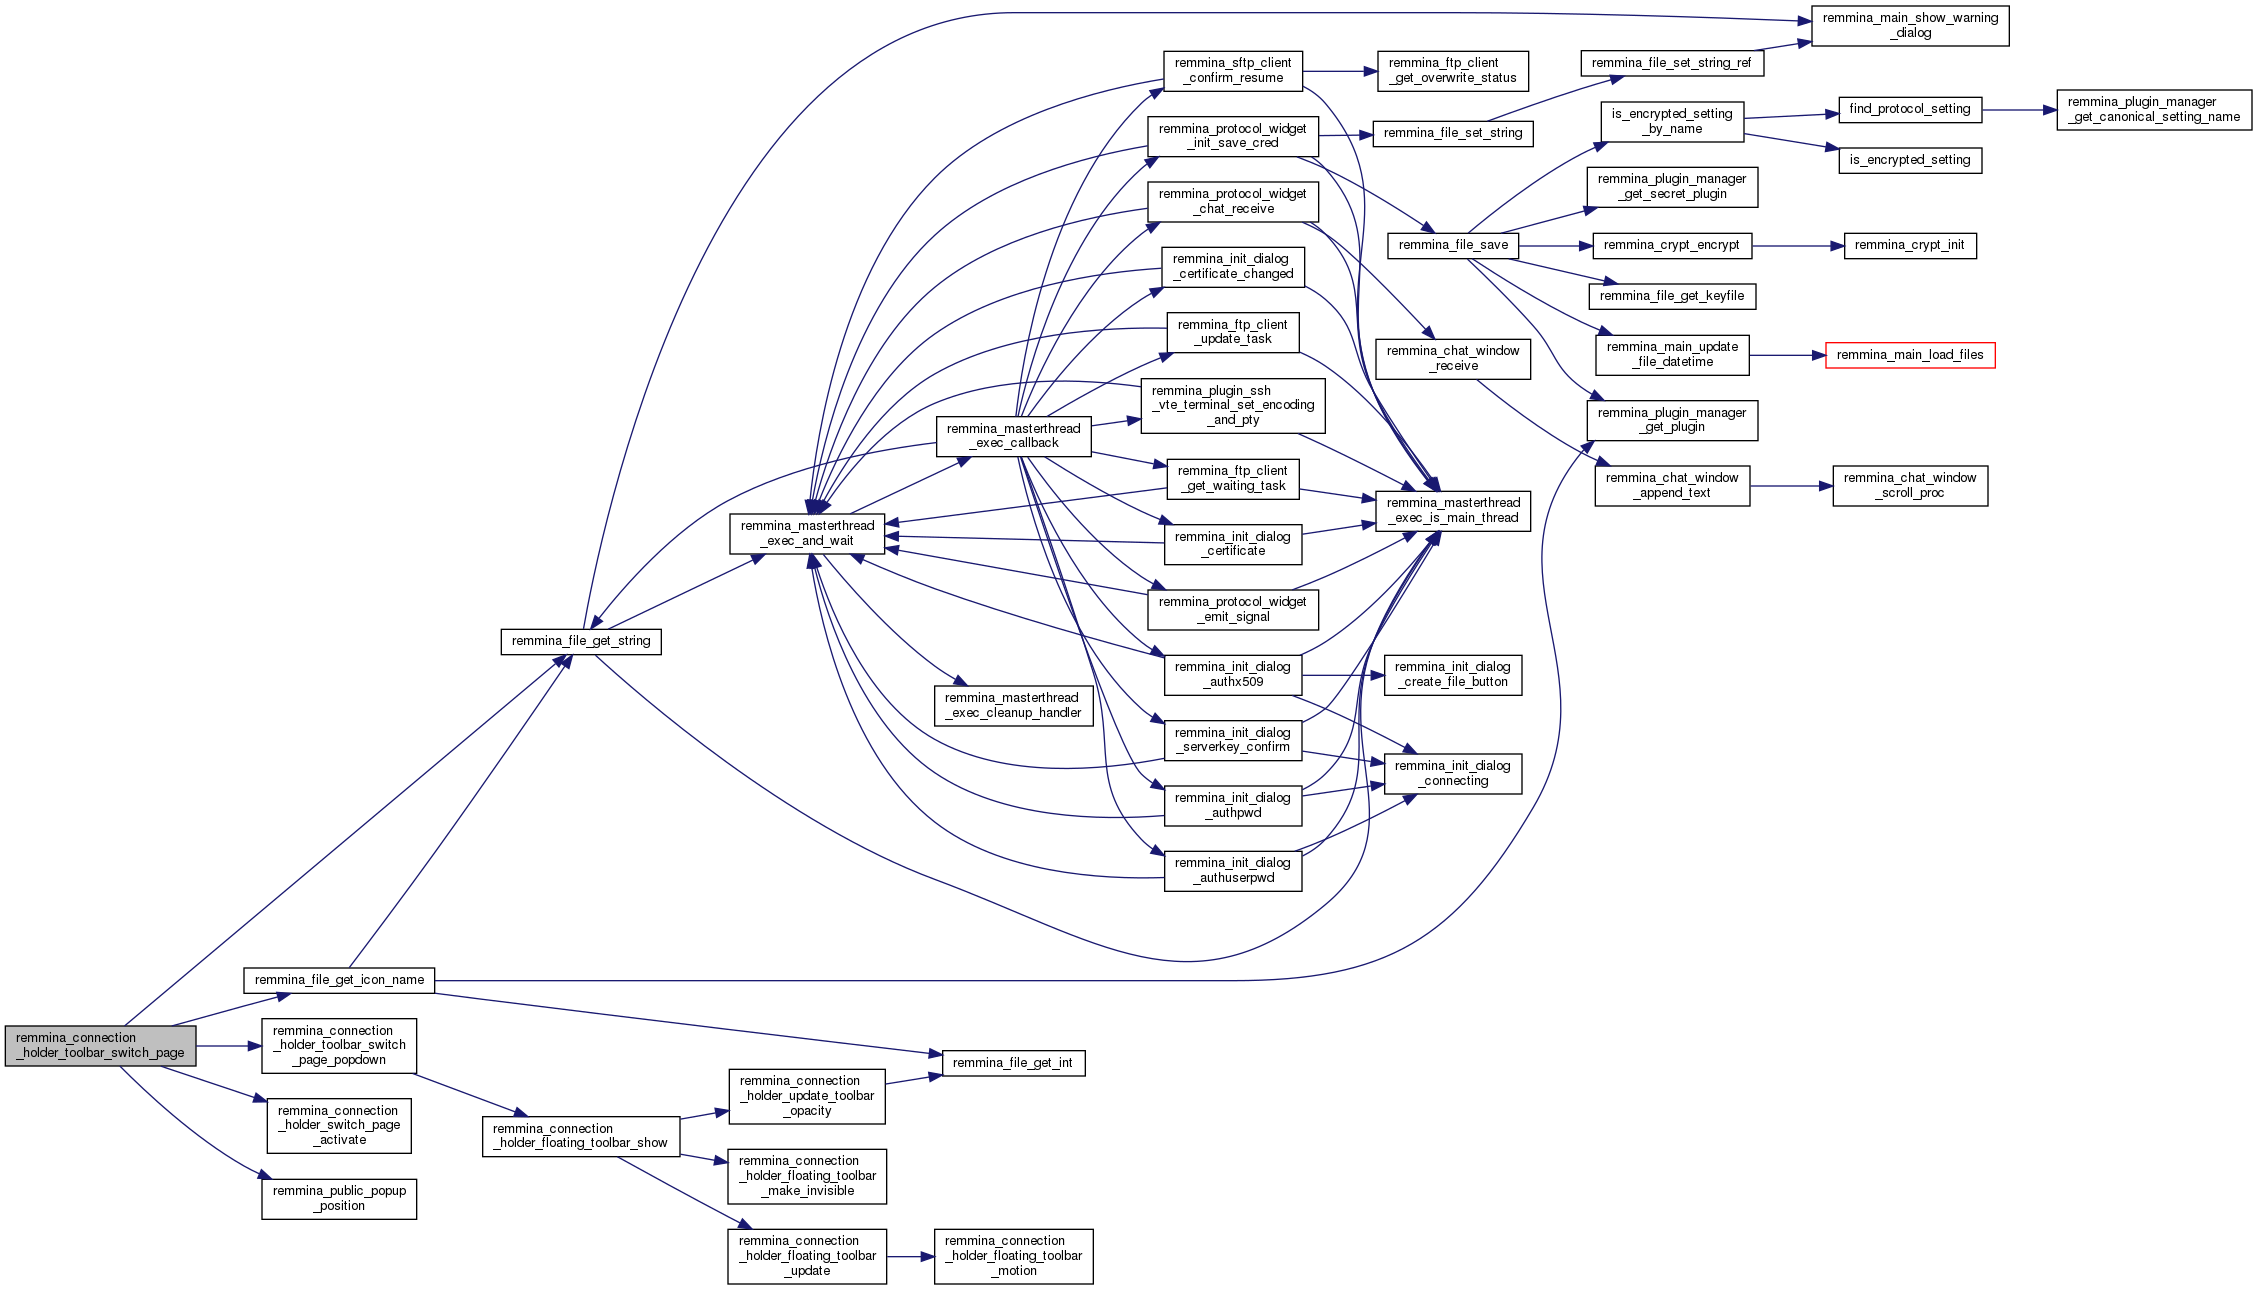 remmina_connection
_holder_toolbar_switch_page
remmina_file_get_string
remmina_file_get_icon_name
remmina_connection
_holder_toolbar_switch
_page_popdown
remmina_connection
_holder_switch_page
_activate
remmina_public_popup
_position
remmina_connection
_holder_floating_toolbar_show
remmina_masterthread
_exec_and_wait
remmina_connection
_holder_update_toolbar
_opacity
remmina_connection
_holder_floating_toolbar
_make_invisible
remmina_connection
_holder_floating_toolbar
_update
remmina_masterthread
_exec_callback
remmina_masterthread
_exec_cleanup_handler
remmina_file_get_int
remmina_connection
_holder_floating_toolbar
_motion
remmina_sftp_client
_confirm_resume
remmina_protocol_widget
_init_save_cred
remmina_protocol_widget
_chat_receive
remmina_init_dialog
_certificate_changed
remmina_ftp_client
_update_task
remmina_plugin_ssh
_vte_terminal_set_encoding
_and_pty
remmina_ftp_client
_get_waiting_task
remmina_init_dialog
_certificate
remmina_protocol_widget
_emit_signal
remmina_init_dialog
_authx509
remmina_init_dialog
_serverkey_confirm
remmina_init_dialog
_authpwd
remmina_init_dialog
_authuserpwd
remmina_ftp_client
_get_overwrite_status
remmina_file_set_string
remmina_file_save
remmina_chat_window
_receive
remmina_masterthread
_exec_is_main_thread
remmina_init_dialog
_create_file_button
remmina_init_dialog
_connecting
remmina_file_set_string_ref
is_encrypted_setting
_by_name
remmina_plugin_manager
_get_secret_plugin
remmina_crypt_encrypt
remmina_file_get_keyfile
remmina_main_update
_file_datetime
remmina_plugin_manager
_get_plugin
remmina_chat_window
_append_text
remmina_main_show_warning
_dialog
find_protocol_setting
is_encrypted_setting
remmina_crypt_init
remmina_main_load_files
remmina_chat_window
_scroll_proc
remmina_plugin_manager
_get_canonical_setting_name